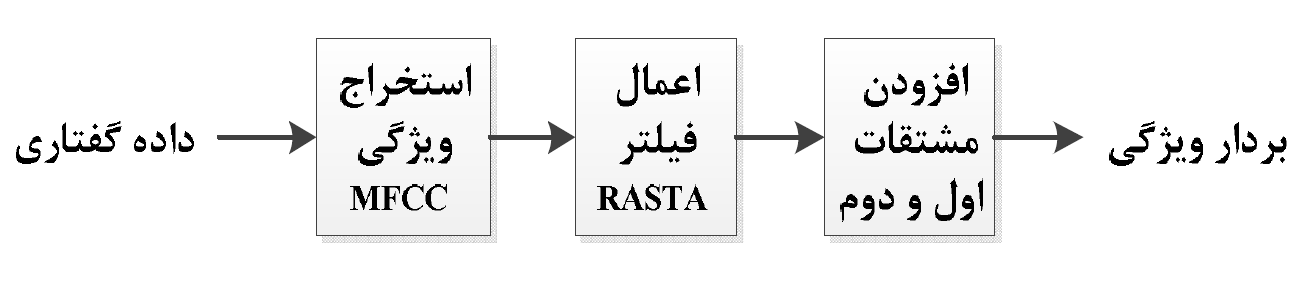 داده گفتاری
استخراج
ویژگی
MFCC
اعمال
فیلتر
RASTA
افزودن
مشتقات
اول و دوم
بردار ویژگی